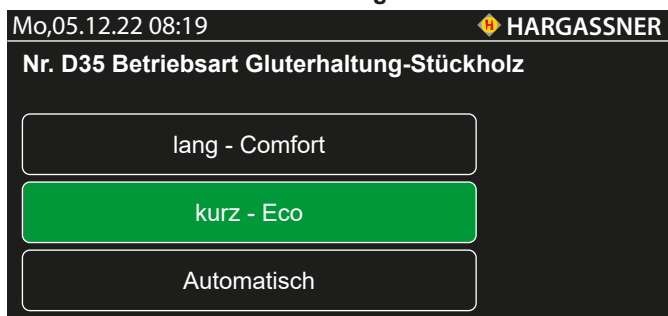 Mo,05.12.22 08:19 HARGASSNER
Nr. D35 Betriebsart Gluterhaltung-Stückholz
lang - Comfort
kurz - Eco
Automatisch